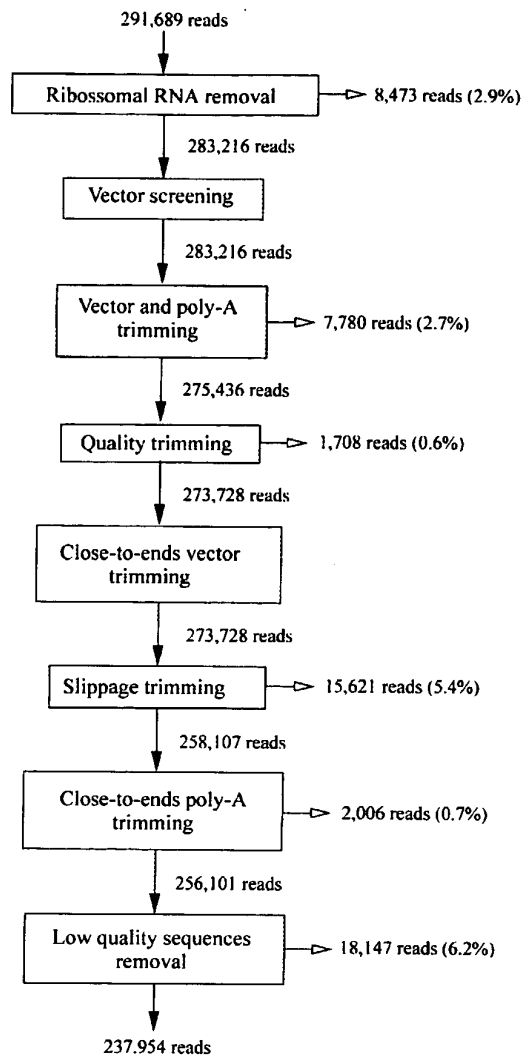 291,689 reads
Ribossomal RNA removal
8,473 reads (2.9%)
283,216 reads
Vector screening
283,216 reads
Vector and poly-A
trimming
7,780 reads (2.7%)
275,436 reads
Quality trimming
1,708 reads (0.6%)
273,728 reads
Close-to-ends vector
trimming
273,728 reads
Slippage trimming
15,621 reads (5.4%)
258,107 reads
Close-to-ends poly-A
trimming
2,006 reads (0.7%)
256,101 reads
Low quality sequences
removal
18,147 reads (6.2%)
237.954 reads